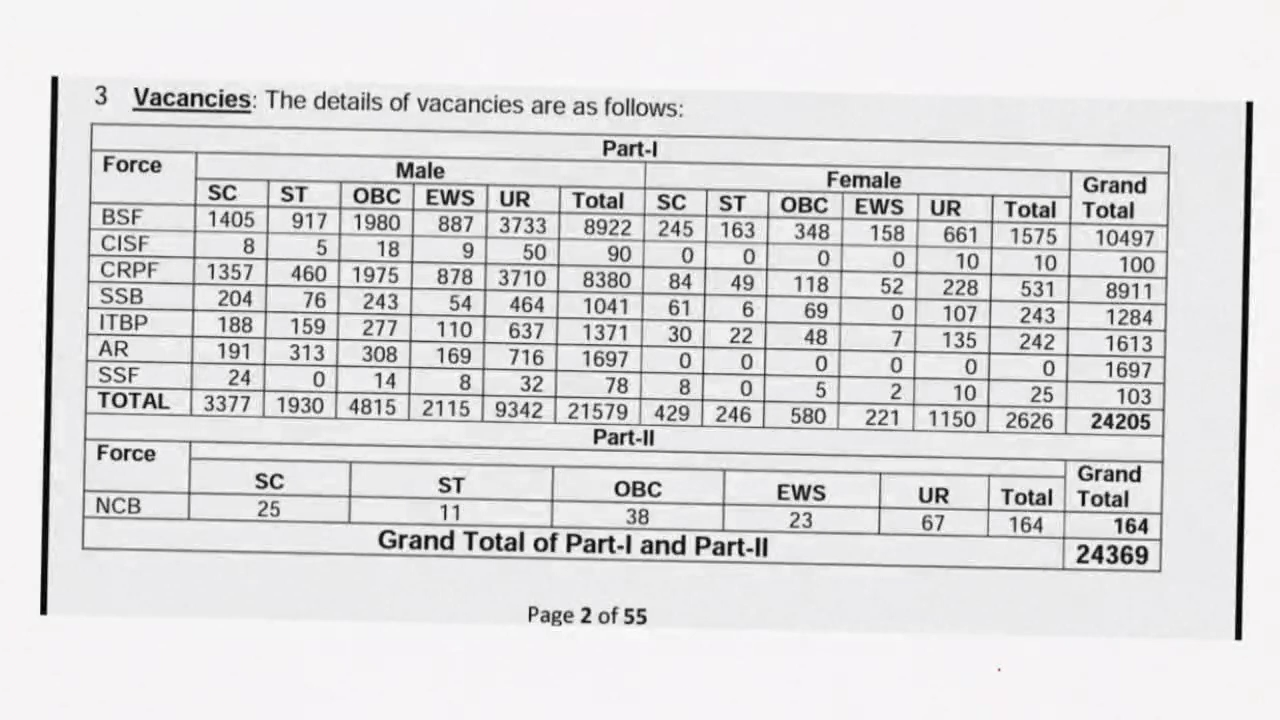 3 Vacancies: The details of vacancies are as follows:
Part-I
Force Male Female Grand Total
SC ST OBC EWS UR Total SC ST OBC EWS UR Total
BSF 1405 917 1980 887 3733 8922 245 163 348 158 661 1575 10497
CISF 8 5 18 9 50 90 0 0 0 0 10 10 100
CRPF 1357 460 1975 878 3710 8380 84 49 118 52 228 531 8911
SSB 204 76 243 54 464 1041 61 6 69 0 107 243 1284
ITBP 188 159 277 110 637 1371 30 22 48 7 135 242 1613
AR 191 313 308 169 716 1697 0 0 0 0 0 0 1697
SSF 24 0 14 8 32 78 8 0 5 2 10 25 103
TOTAL 3377 1930 4815 2115 9342 21579 429 246 580 221 1150 2626 24205
Part-II
Force SC ST OBC EWS UR Total Grand Total
NCB 25 11 38 23 67 164 164
Grand Total of Part-I and Part-II 24369
Page 2 of 55